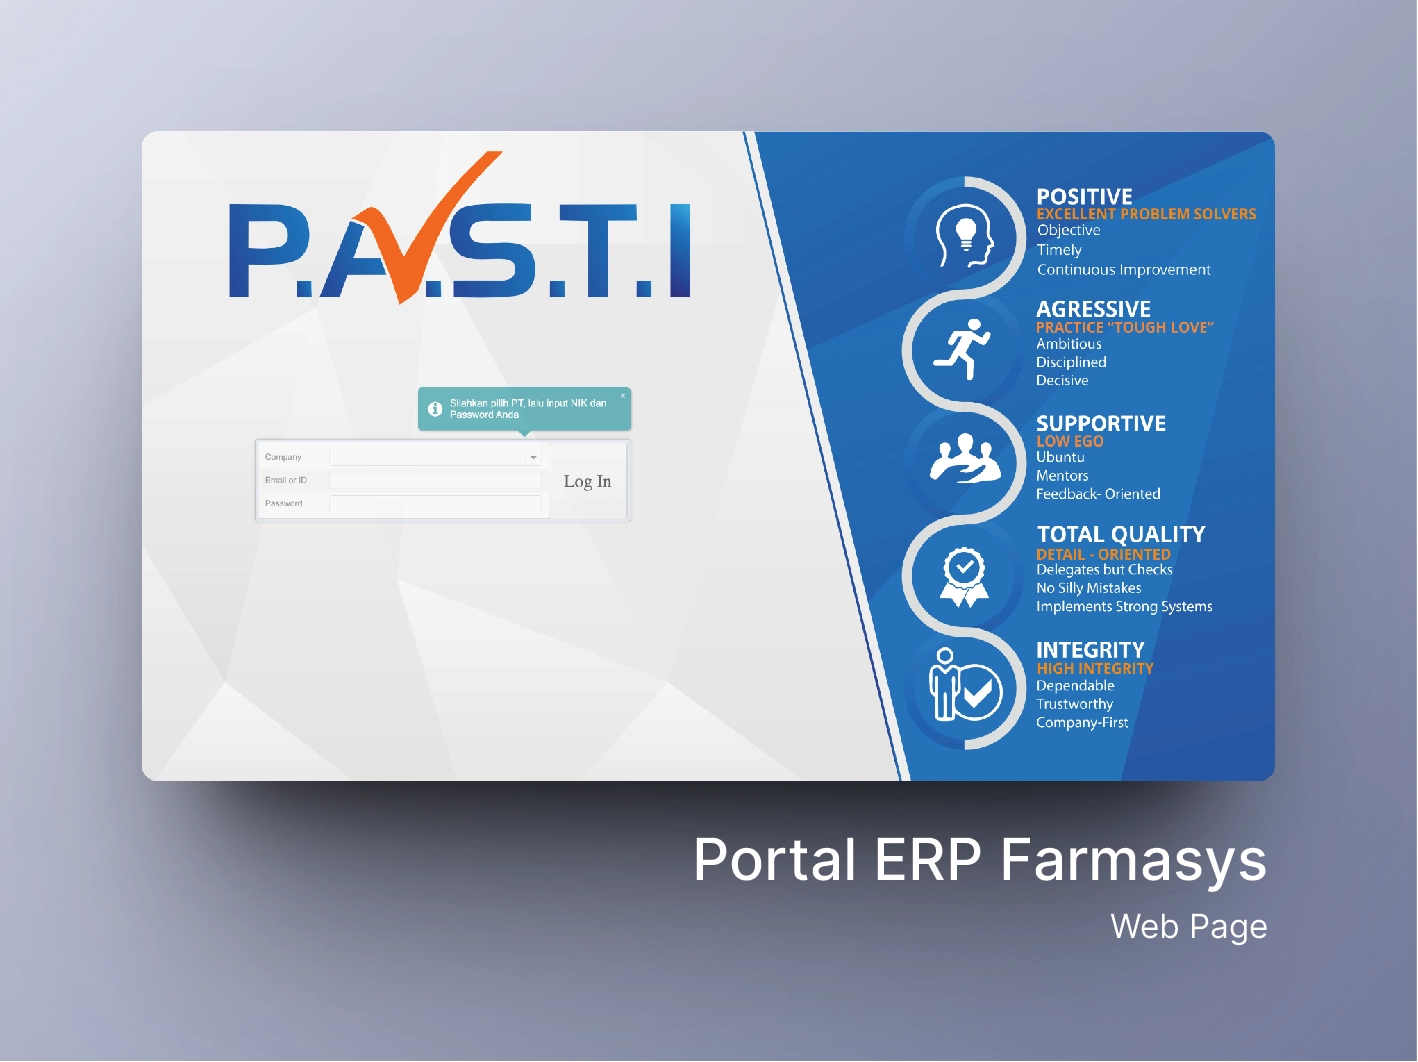 P.A.S.T.I
Silahkan pilih PT, lalu input NIK dan
Password Anda
x
Company
Email or ID
Password
Log In
POSITIVE
EXCELLENT PROBLEM SOLVERS
Objective
Timely
Continuous Improvement
AGRESSIVE
PRACTICE “TOUGH LOVE”
Ambitious
Disciplined
Decisive
SUPPORTIVE
LOW EGO
Ubuntu
Mentors
Feedback- Oriented
TOTAL QUALITY
DETAIL - ORIENTED
Delegates but Checks
No Silly Mistakes
Implements Strong Systems
INTEGRITY
HIGH INTEGRITY
Dependable
Trustworthy
Company-First
Portal ERP Farmasys
Web Page